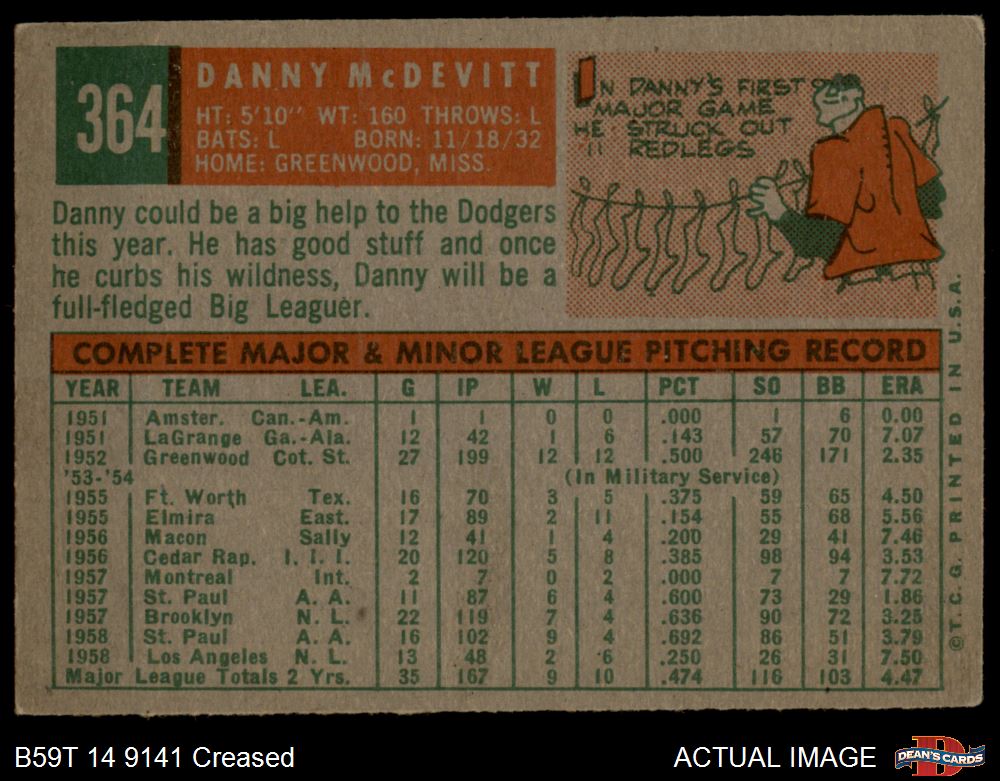 364
DANNY McDEVITT
HT: 5'10" WT: 160 THROWS: L
BATS: L BORN: 11/18/32
HOME: GREENWOOD, MISS.
IN DANNY'S FIRST
MAJOR GAME
HE STRUCK OUT
11 REDLEGS
Danny could be a big help to the Dodgers
this year. He has good stuff and once
he curbs his wildness, Danny will be a
full-fledged Big Leaguer.
COMPLETE MAJOR & MINOR LEAGUE PITCHING RECORD
YEAR TEAM LEA. G IP W L PCT SO BB ERA
1951 Amster. Can.-Am. 1 1 0 0 .000 1 6 0.00
1951 LaGrange Ga.-Ala. 12 42 1 6 .143 57 70 7.07
1952 Greenwood Cot. St. 27 199 12 12 .500 246 171 2.35
'53-'54 (In Military Service)
1955 Ft. Worth Tex. 16 70 3 5 .375 59 65 4.50
1955 Elmira East. 17 89 2 11 .154 55 68 5.56
1956 Macon Sally 12 41 1 4 .200 29 41 7.46
1956 Cedar Rap. I. I. I. 20 120 5 8 .385 98 94 3.53
1957 Montreal Int. 2 7 0 2 .000 7 7 7.72
1957 St. Paul A. A. 11 87 6 4 .600 73 29 1.86
1957 Brooklyn N. L. 22 119 7 4 .636 90 72 3.25
1958 St. Paul A. A. 16 102 9 4 .692 86 51 3.79
1958 Los Angeles N. L. 13 48 2 6 .250 26 31 7.50
Major League Totals 2 Yrs. 35 167 9 10 .474 116 103 4.47
©T.C.G. PRINTED IN U.S.A.
B59T 14 9141 Creased
ACTUAL IMAGE
D
DEAN'S CARDS